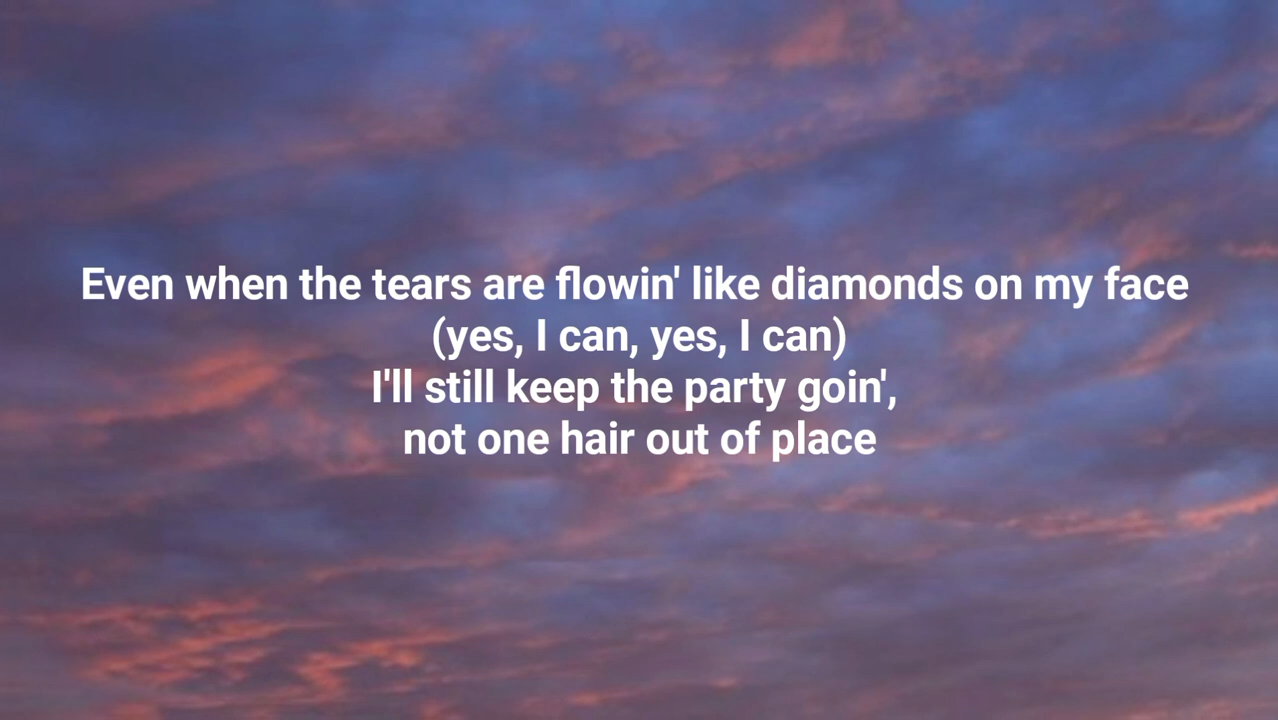 Even when the tears are flowin' like diamonds on my face
(yes, I can, yes, I can)
I'll still keep the party goin',
not one hair out of place